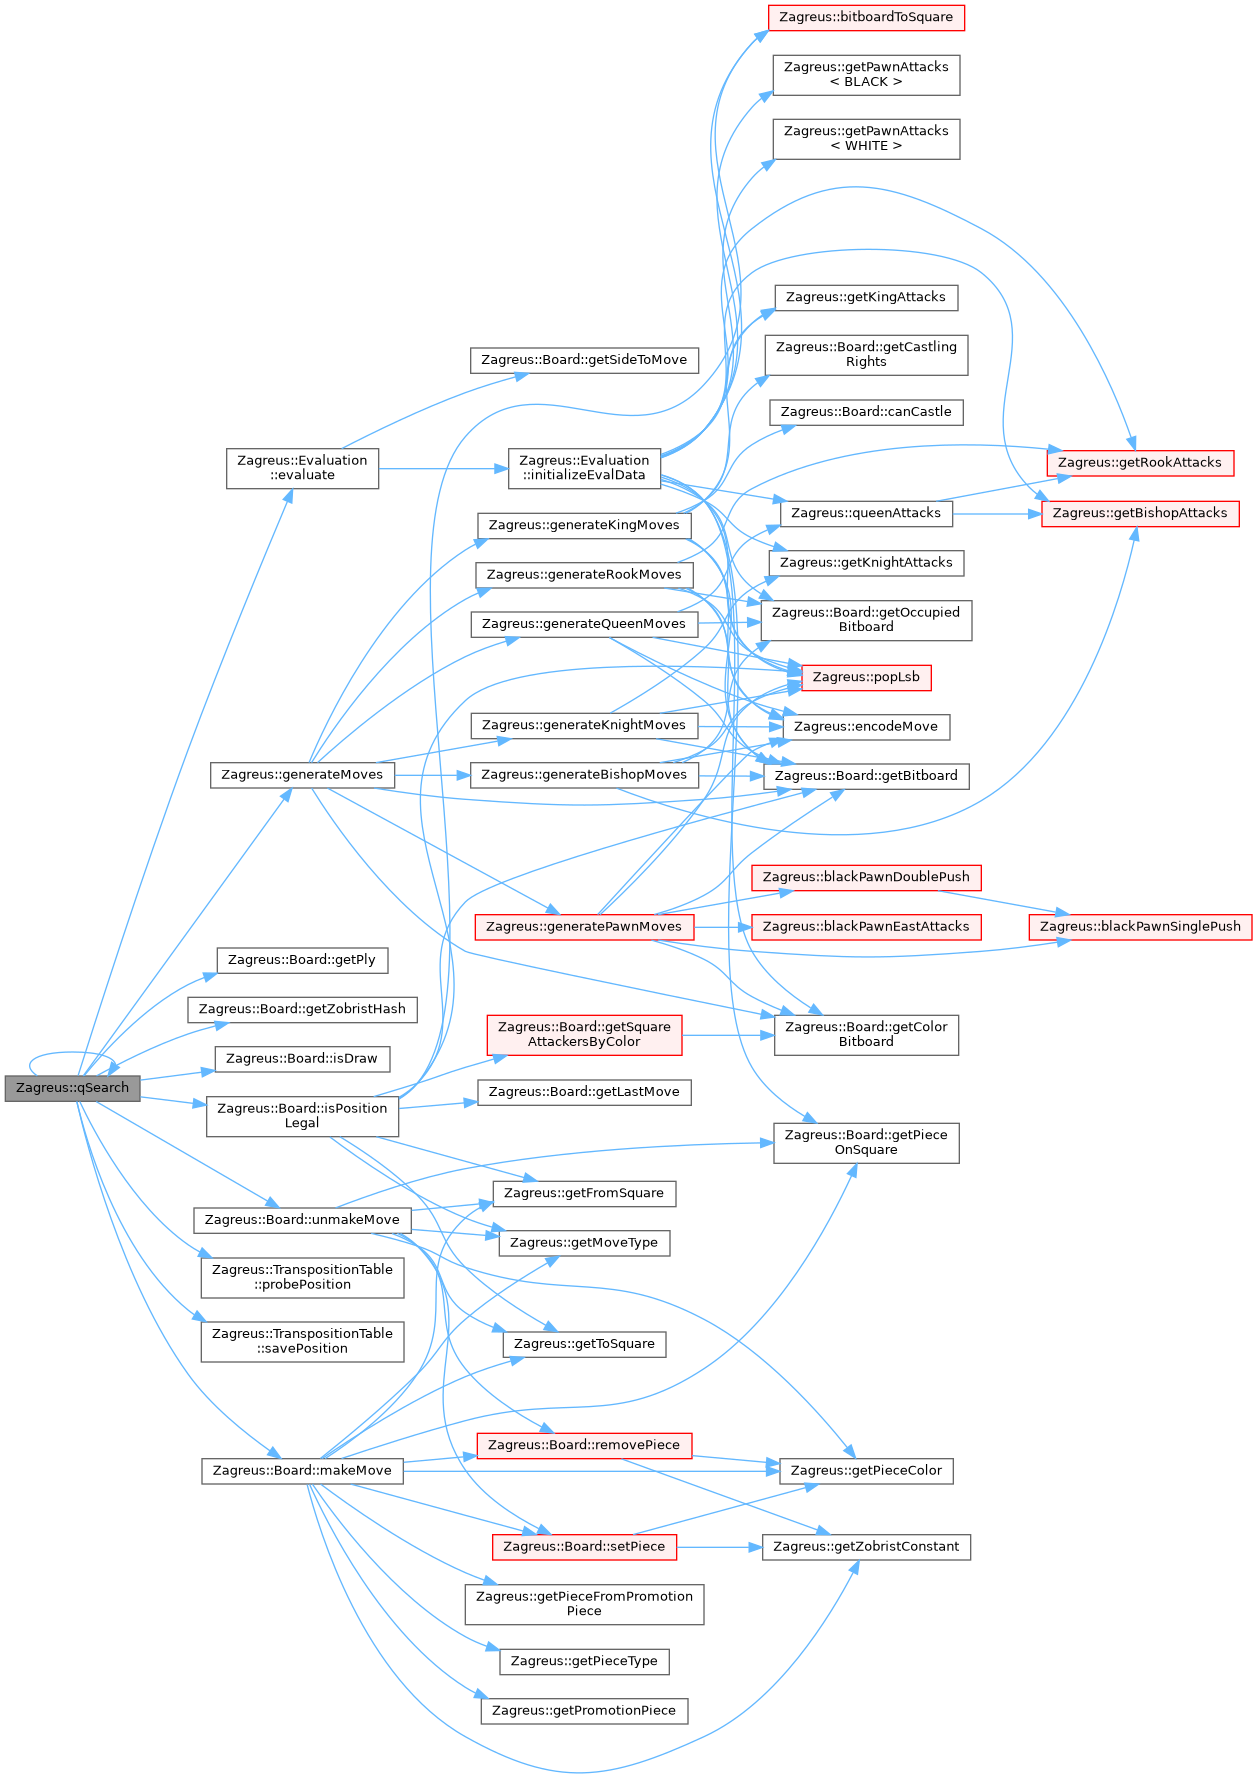 Zagreus::bitboardToSquare
Zagreus::getPawnAttacks
< BLACK >
Zagreus::getPawnAttacks
< WHITE >
Zagreus::getKingAttacks
Zagreus::Board::getCastling
Rights
Zagreus::Board::getSideToMove
Zagreus::Board::canCastle
Zagreus::Evaluation
::evaluate
Zagreus::Evaluation
::initializeEvalData
Zagreus::getRookAttacks
Zagreus::generateKingMoves
Zagreus::queenAttacks
Zagreus::getBishopAttacks
Zagreus::generateRookMoves
Zagreus::getKnightAttacks
Zagreus::generateQueenMoves
Zagreus::Board::getOccupied
Bitboard
Zagreus::popLsb
Zagreus::generateKnightMoves
Zagreus::encodeMove
Zagreus::generateMoves
Zagreus::generateBishopMoves
Zagreus::Board::getBitboard
Zagreus::blackPawnDoublePush
Zagreus::generatePawnMoves
Zagreus::blackPawnEastAttacks
Zagreus::blackPawnSinglePush
Zagreus::Board::getPly
Zagreus::Board::getZobristHash
Zagreus::Board::getSquare
AttackersByColor
Zagreus::Board::getColor
Bitboard
Zagreus::Board::isDraw
Zagreus::qSearch
Zagreus::Board::getLastMove
Zagreus::Board::isPosition
Legal
Zagreus::Board::getPiece
OnSquare
Zagreus::getFromSquare
Zagreus::Board::unmakeMove
Zagreus::getMoveType
Zagreus::TranspositionTable
::probePosition
Zagreus::TranspositionTable
::savePosition
Zagreus::getToSquare
Zagreus::Board::removePiece
Zagreus::Board::makeMove
Zagreus::getPieceColor
Zagreus::Board::setPiece
Zagreus::getZobristConstant
Zagreus::getPieceFromPromotion
Piece
Zagreus::getPieceType
Zagreus::getPromotionPiece